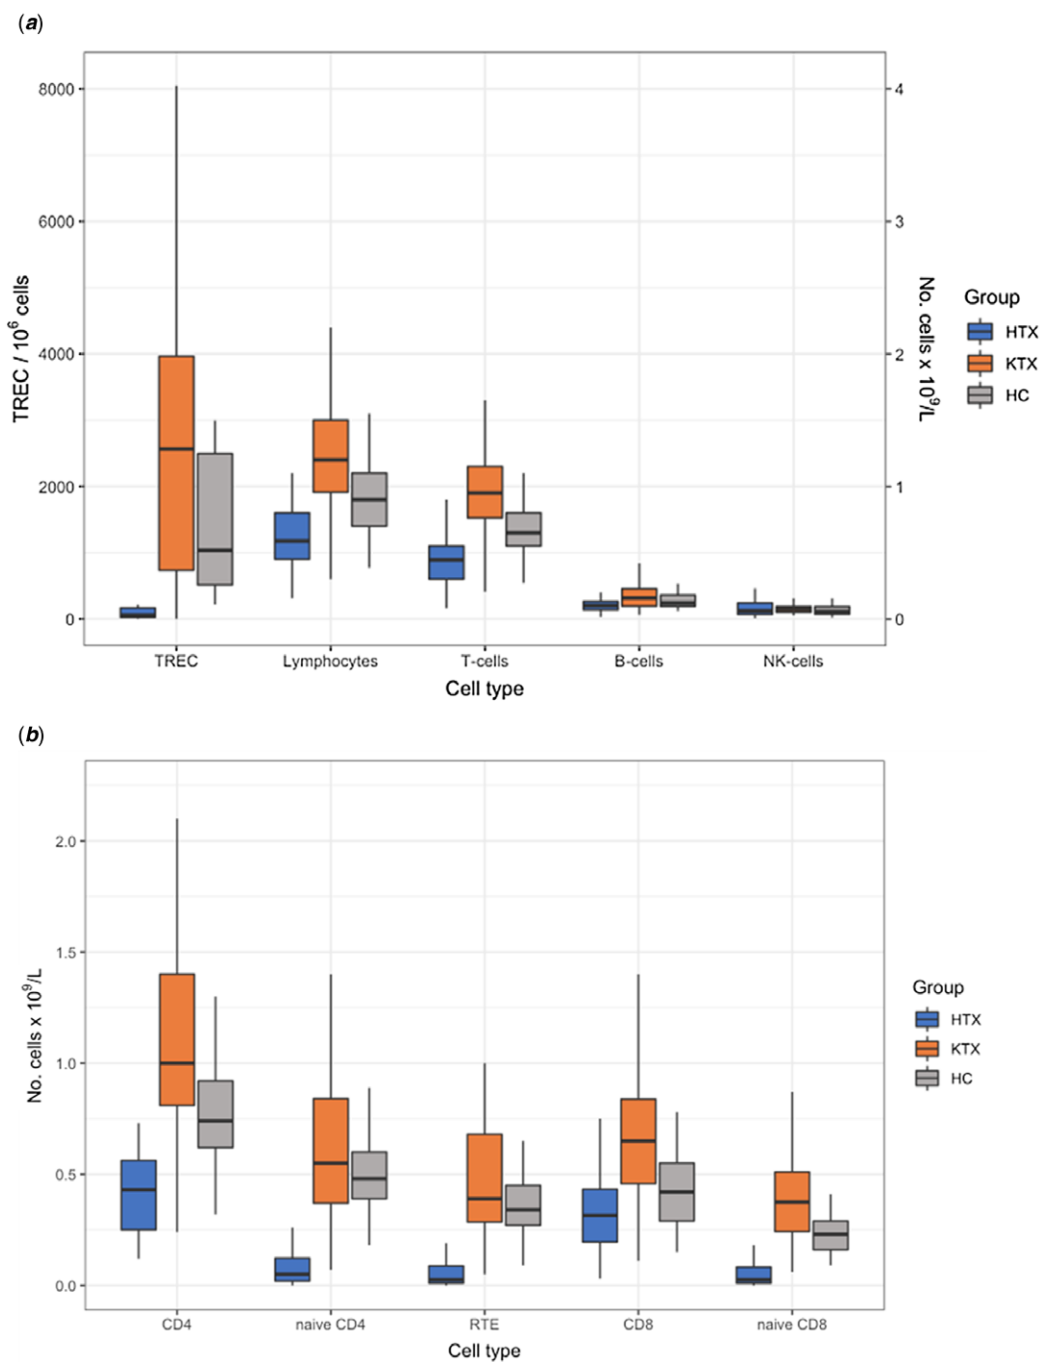 (a)
8000
6000
4000
2000
0
TREC / 10⁶ cells
4
3
2
1
0
No. cells x 10⁹/L
TREC
Lymphocytes
T-cells
B-cells
NK-cells
Cell type
Group
HTX
KTX
HC
(b)
2.0
1.5
1.0
0.5
0.0
No. cells x 10⁹/L
CD4
naive CD4
RTE
CD8
naive CD8
Cell type
Group
HTX
KTX
HC